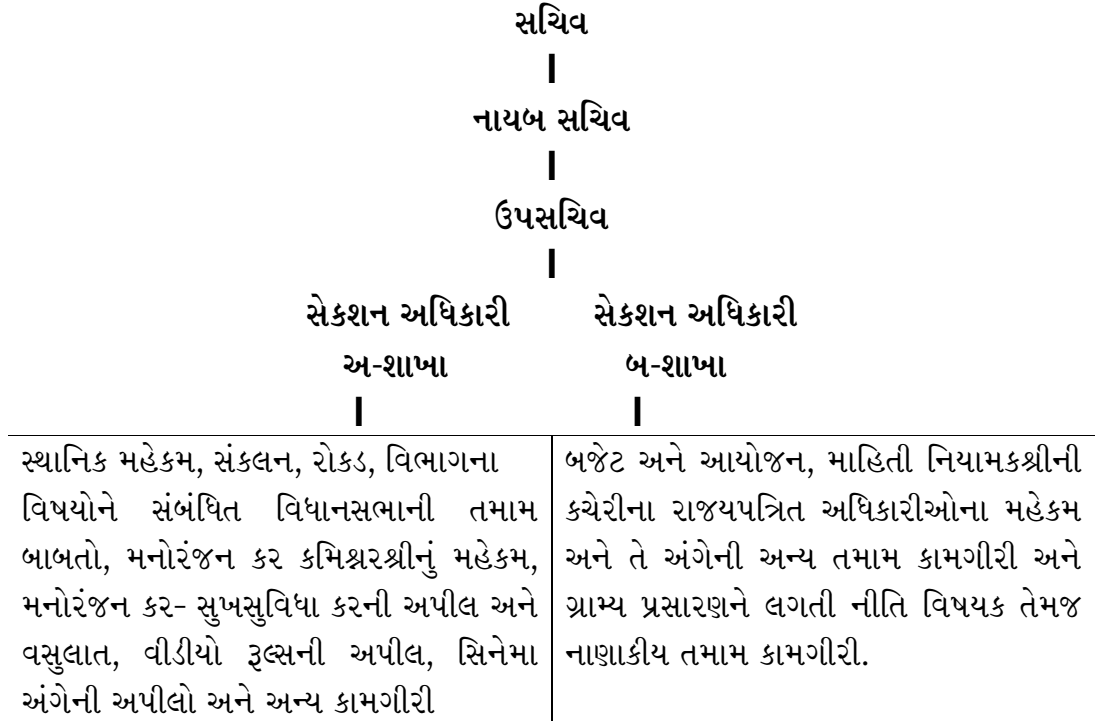 સચિવ
નાયબ સચિવ
ઉપસચિવ
સેકશન અધિકારી સેકશન અધિકારી
અ-શાખા બ-શાખા
સ્થાનિક મહેકમ, સંકલન, રોકડ, વિભાગના
વિષયોને સંબંધિત વિધાનસભાની તમામ
બાબતો, મનોરંજન કર કમિશ્નરશ્રીનું મહેકમ,
મનોરંજન કર- સુખસુવિધા કરની અપીલ અને
વસુલાત, વીડીયો રૂલ્સની અપીલ, સિનેમા
અંગેની અપીલો અને અન્ય કામગીરી
બજેટ અને આયોજન, માહિતી નિયામકશ્રીની
કચેરીના રાજયપત્રિત અધિકારીઓના મહેકમ
અને તે અંગેની અન્ય તમામ કામગીરી અને
ગ્રામ્ય પ્રસારણને લગતી નીતિ વિષયક તેમજ
નાણાકીય તમામ કામગીરી.